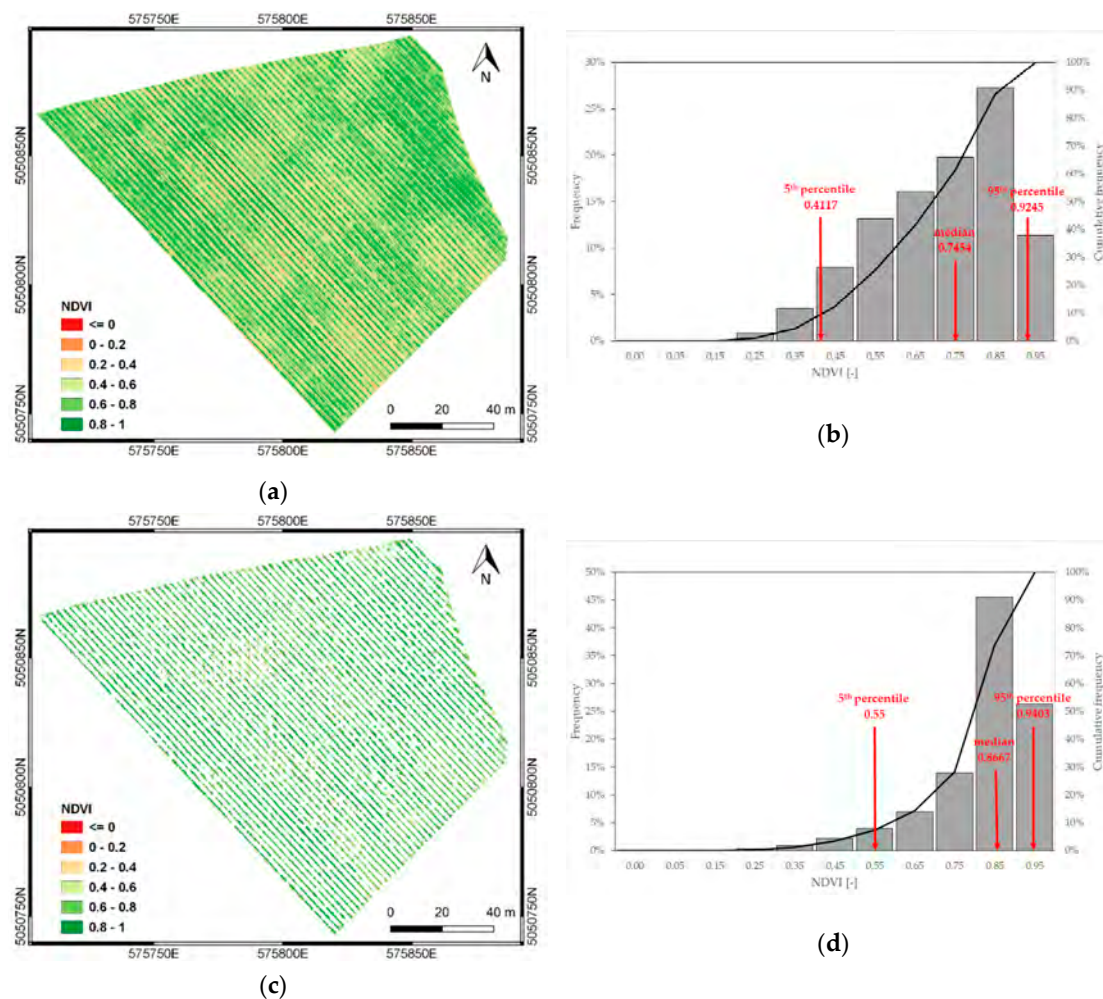 575750E 575800E 575850E
5050850N
5050800N
5050750N
N
NDVI
<= 0
0 - 0.2
0.2 - 0.4
0.4 - 0.6
0.6 - 0.8
0.8 - 1
0 20 40 m
5050850N
5050800N
5050750N
575750E 575800E 575850E
(a)
30%
25%
20%
15%
10%
5%
0%
Frequency
5th percentile
0.4117
median
0.7454
95th percentile
0.9245
100%
90%
80%
70%
60%
50%
40%
30%
20%
10%
0%
Cumulative frequency
0.00 0.05 0.15 0.25 0.35 0.45 0.55 0.65 0.75 0.85 0.95
NDVI [-]
(b)
575750E 575800E 575850E
5050850N
5050800N
5050750N
N
NDVI
<= 0
0 - 0.2
0.2 - 0.4
0.4 - 0.6
0.6 - 0.8
0.8 - 1
0 20 40 m
5050850N
5050800N
5050750N
575750E 575800E 575850E
(c)
50%
45%
40%
35%
30%
25%
20%
15%
10%
5%
0%
Frequency
5th percentile
0.55
median
0.8667
95th percentile
0.9403
100%
90%
80%
70%
60%
50%
40%
30%
20%
10%
0%
Cumulative frequency
0.00 0.05 0.15 0.25 0.35 0.45 0.55 0.65 0.75 0.85 0.95
NDVI [-]
(d)